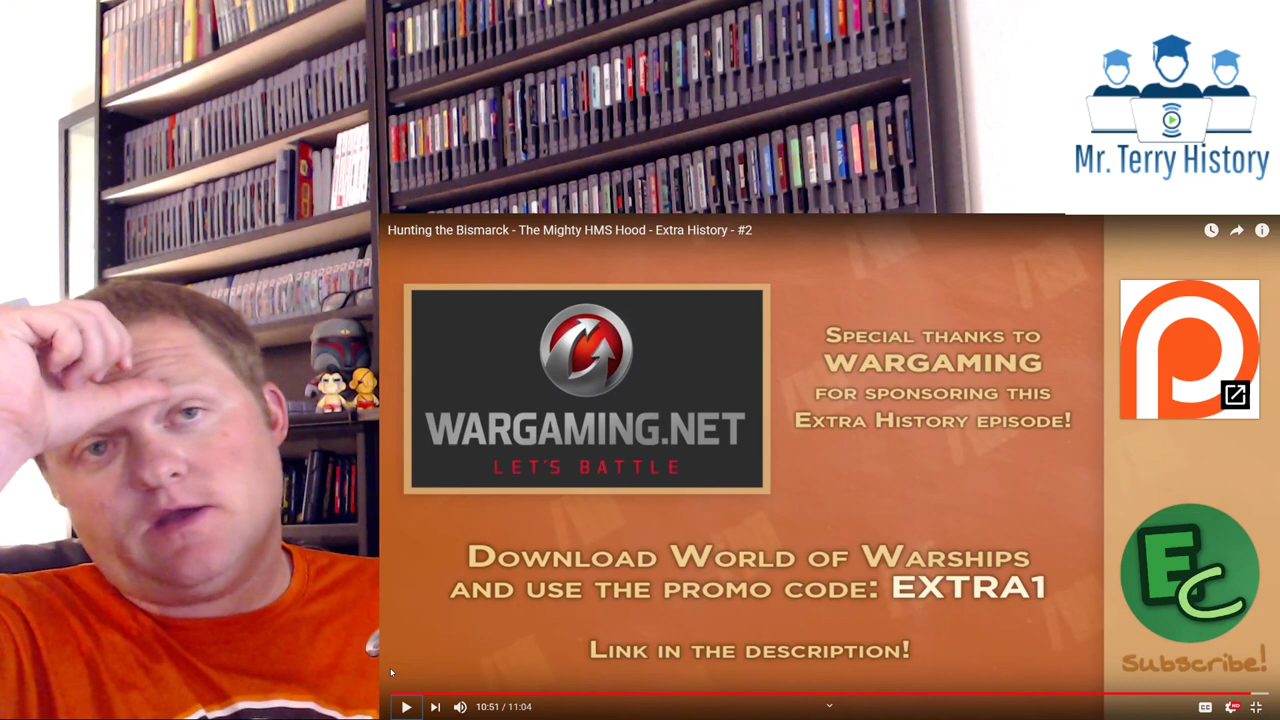 Mr. Terry History
Hunting the Bismarck - The Mighty HMS Hood - Extra History - #2
WARGAMING.NET
LET'S BATTLE
SPECIAL THANKS TO
WARGAMING
FOR SPONSORING THIS
EXTRA HISTORY EPISODE!
DOWNLOAD WORLD OF WARSHIPS
AND USE THE PROMO CODE: EXTRA1
LINK IN THE DESCRIPTION!
EC
Subscribe!
10:51 / 11:04
CC
HD